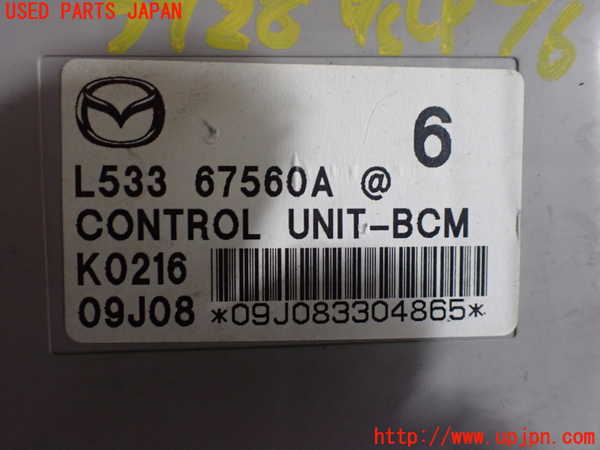 USED PARTS JAPAN
6
L533 67560A @
CONTROL UNIT-BCM
K0216
09J08 *09J083304865*
http://www.upjpn.com/